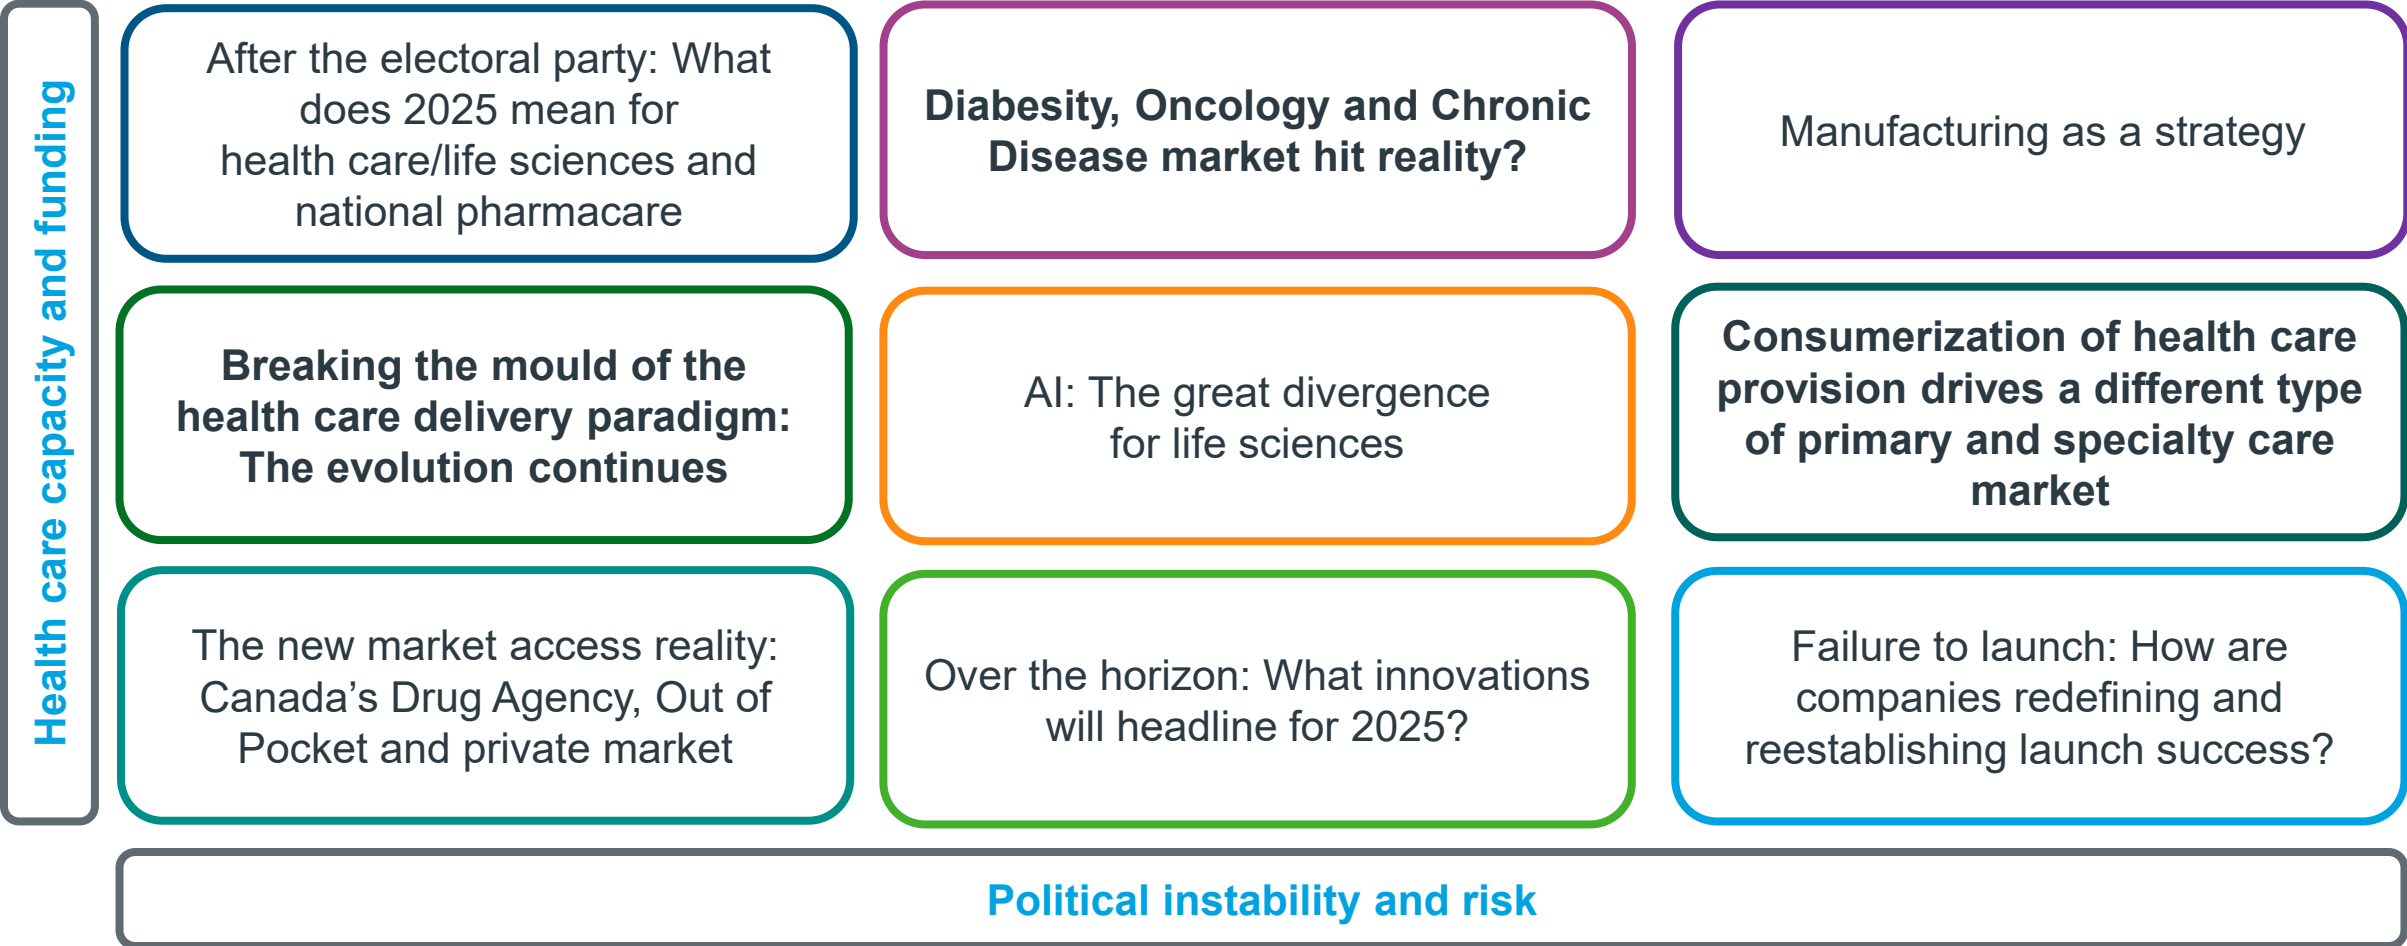 Health care capacity and funding
After the electoral party: What
does 2025 mean for
health care/life sciences and
national pharmacare
Diabesity, Oncology and Chronic
Disease market hit reality?
Manufacturing as a strategy
Breaking the mould of the
health care delivery paradigm:
The evolution continues
AI: The great divergence
for life sciences
Consumerization of health care
provision drives a different type
of primary and specialty care
market
The new market access reality:
Canada’s Drug Agency, Out of
Pocket and private market
Over the horizon: What innovations
will headline for 2025?
Failure to launch: How are
companies redefining and
reestablishing launch success?
Political instability and risk